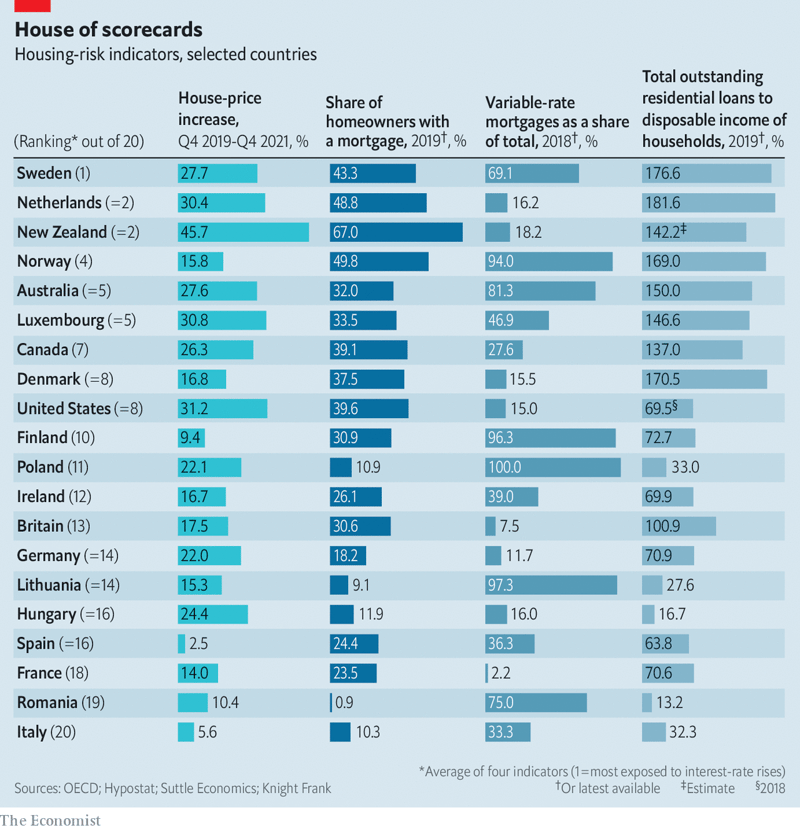 House of scorecards
Housing-risk indicators, selected countries
(Ranking* out of 20)
House-price
increase,
Q4 2019-Q4 2021, %
Share of
homeowners with
a mortgage, 2019†, %
Variable-rate
mortgages as a share
of total, 2018†, %
Total outstanding
residential loans to
disposable income of
households, 2019†, %
Sweden (1) 27.7 43.3 69.1 176.6
Netherlands (=2) 30.4 48.8 16.2 181.6
New Zealand (=2) 45.7 67.0 18.2 142.2‡
Norway (4) 15.8 49.8 94.0 169.0
Australia (=5) 27.6 32.0 81.3 150.0
Luxembourg (=5) 30.8 33.5 46.9 146.6
Canada (7) 26.3 39.1 27.6 137.0
Denmark (=8) 16.8 37.5 15.5 170.5
United States (=8) 31.2 39.6 15.0 69.5§
Finland (10) 9.4 30.9 96.3 72.7
Poland (11) 22.1 10.9 100.0 33.0
Ireland (12) 16.7 26.1 39.0 69.9
Britain (13) 17.5 30.6 7.5 100.9
Germany (=14) 22.0 18.2 11.7 70.9
Lithuania (=14) 15.3 9.1 97.3 27.6
Hungary (=16) 24.4 11.9 16.0 16.7
Spain (=16) 2.5 24.4 36.3 63.8
France (18) 14.0 23.5 2.2 70.6
Romania (19) 10.4 0.9 75.0 13.2
Italy (20) 5.6 10.3 33.3 32.3
*Average of four indicators (1=most exposed to interest-rate rises)
Sources: OECD; Hypostat; Suttle Economics; Knight Frank †Or latest available ‡Estimate §2018
The Economist